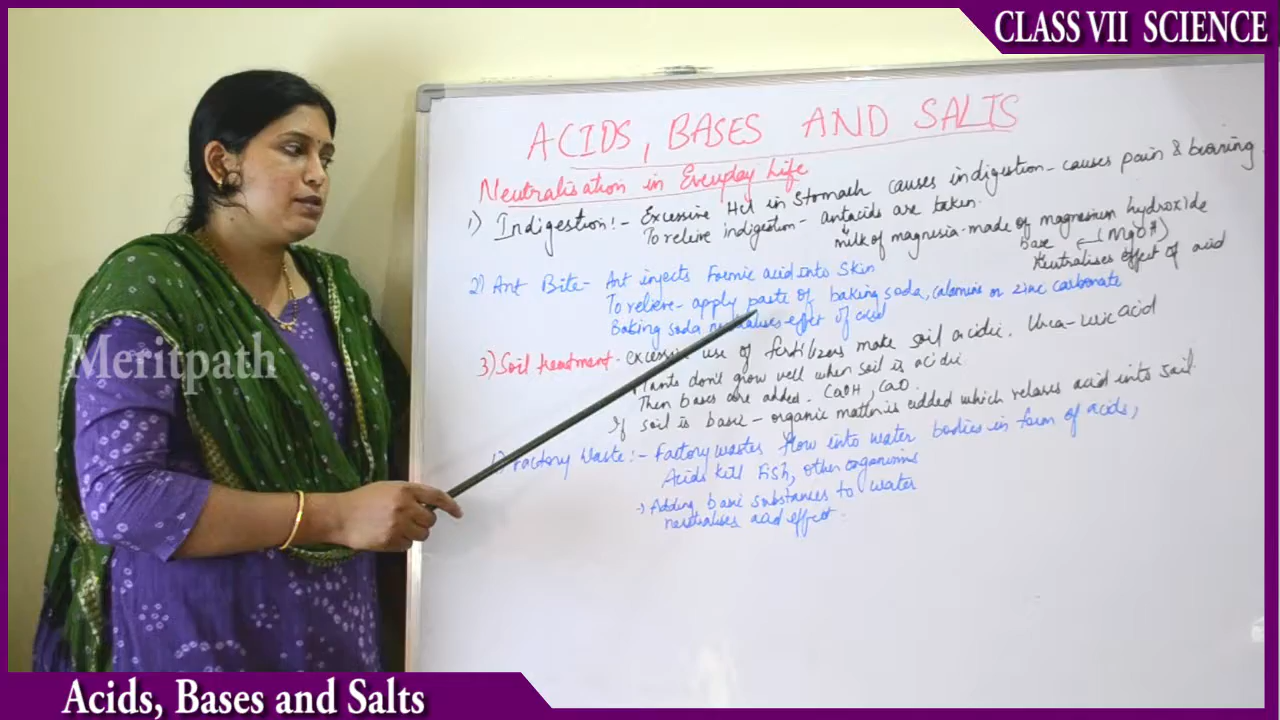 CLASS VII SCIENCE
ACIDS, BASES AND SALTS
Neutralisation in Everyday Life
1) Indigestion:- Excessive HCl in Stomach causes indigestion - causes pain & burning.
To relieve indigestion - antacids are taken.
milk of magnesia - made of magnesium hydroxide
Base (MgOH)
Neutralises effect of acid
2) Ant Bite - Ant injects Formic acid into Skin
To relieve - apply paste of baking soda, calamine or zinc carbonate
Baking soda neutralises effect of acid
3) Soil treatment - excessive use of fertilizers make soil acidic. Urea - uric acid
Plants don't grow well when soil is acidic.
Then bases are added. CaOH, CaO.
If soil is basic - organic matter is added which relases acid into soil.
Factory Waste:- Factory wastes flow into water bodies in form of acids,
Acids kill Fish, other organisms
-) Adding basic substances to water
neutralises acid effect.
Meritpath
Acids, Bases and Salts